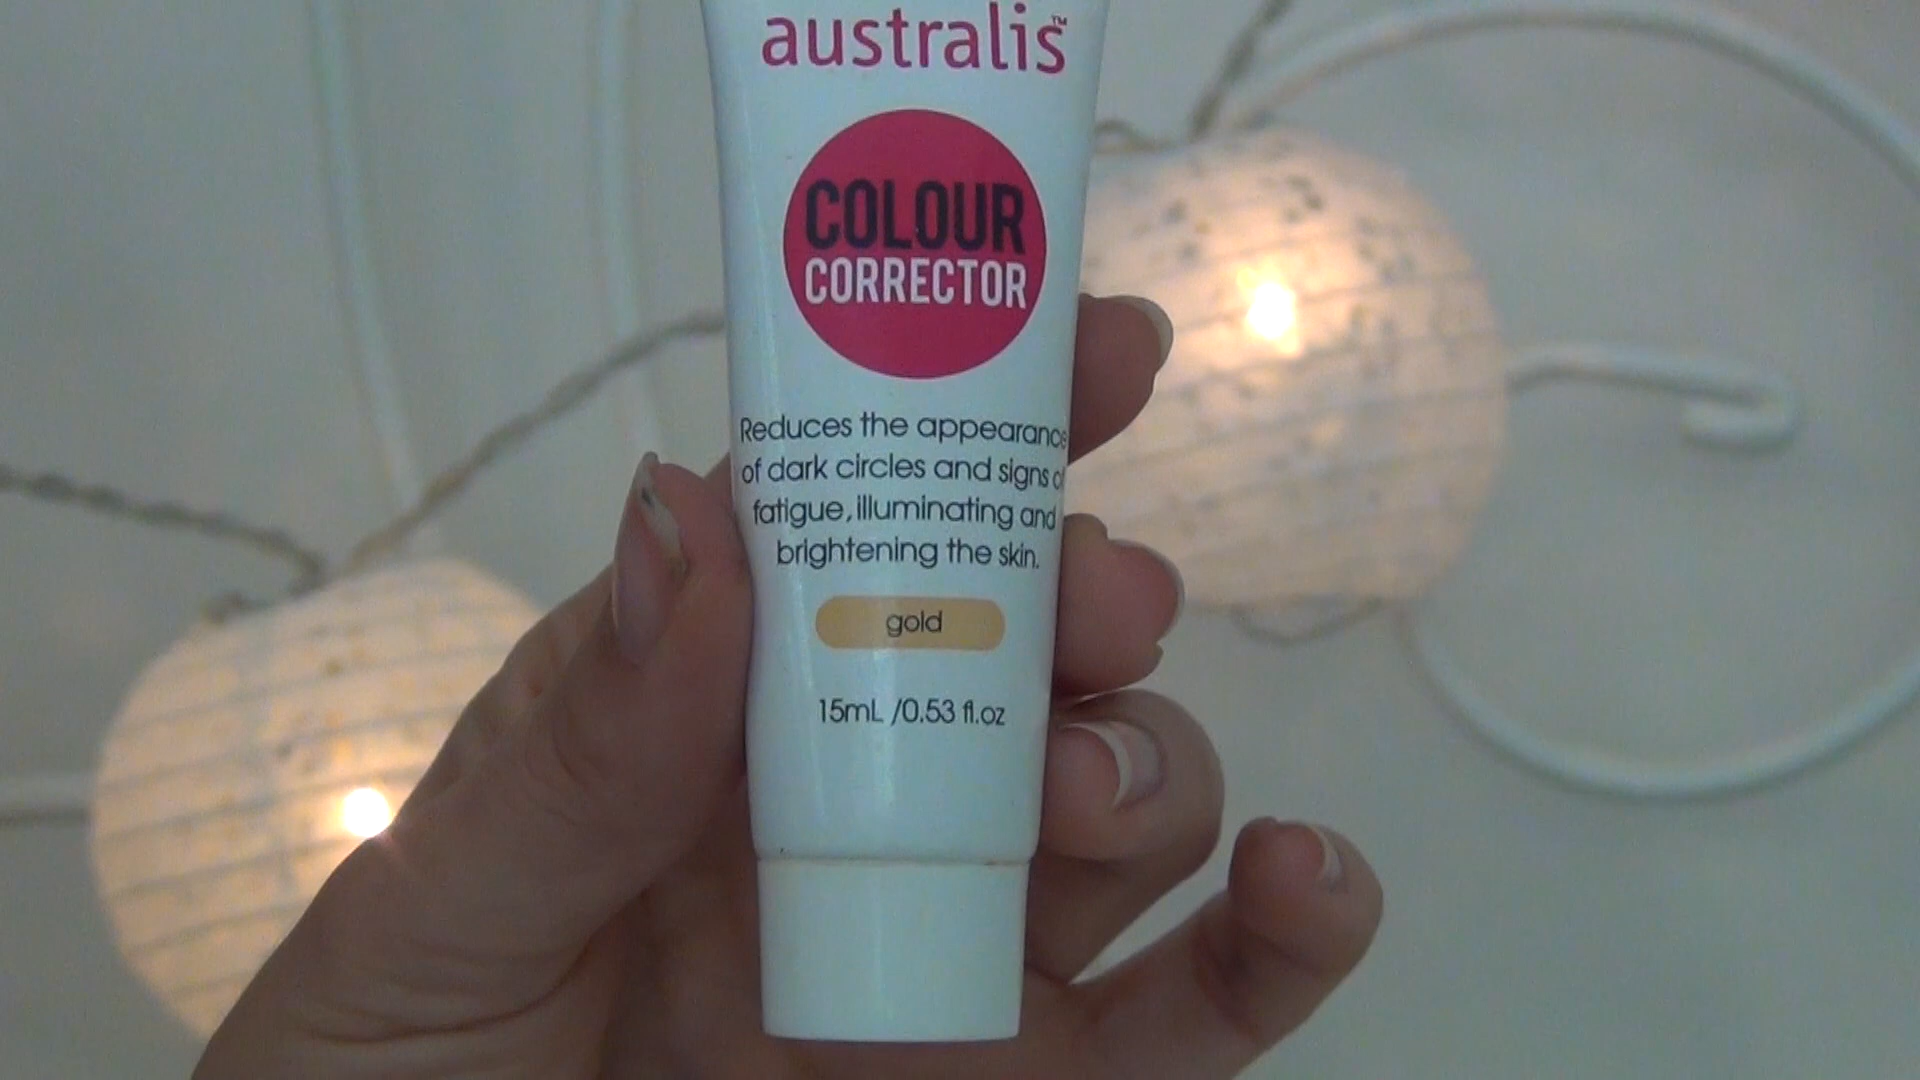 australis™
COLOUR
CORRECTOR
Reduces the appearance
of dark circles and signs of
fatigue, illuminating and
brightening the skin.
gold
15mL /0.53 fl.oz